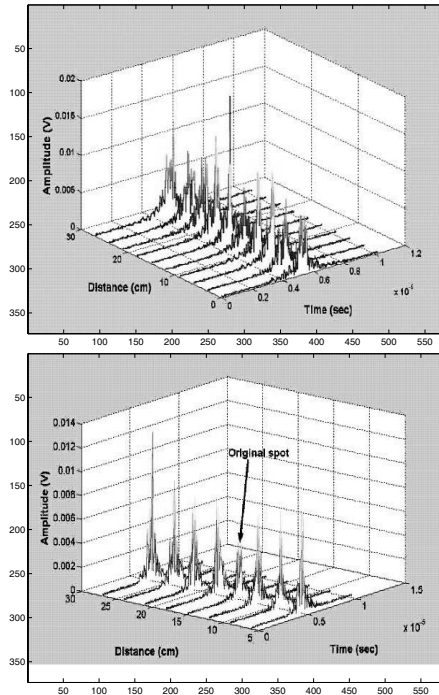 0
50
100
150
200
250
300
350
50 100 150 200 250 300 350 400 450 500 550
Amplitude (V)
0.02
0.015
0.01
0.005
0
30
20
10
0
Distance (cm)
0 0.2 0.4 0.6 0.8 1 1.2
Time (sec)
0
50
100
150
200
250
300
350
50 100 150 200 250 300 350 400 450 500 550
Amplitude (V)
0.014
0.012
0.01
0.008
0.006
0.004
0.002
0
Original spot
30 25 20 15 10 5
Distance (cm)
0 0.5 1 1.5
x 10⁻⁵
Time (sec)